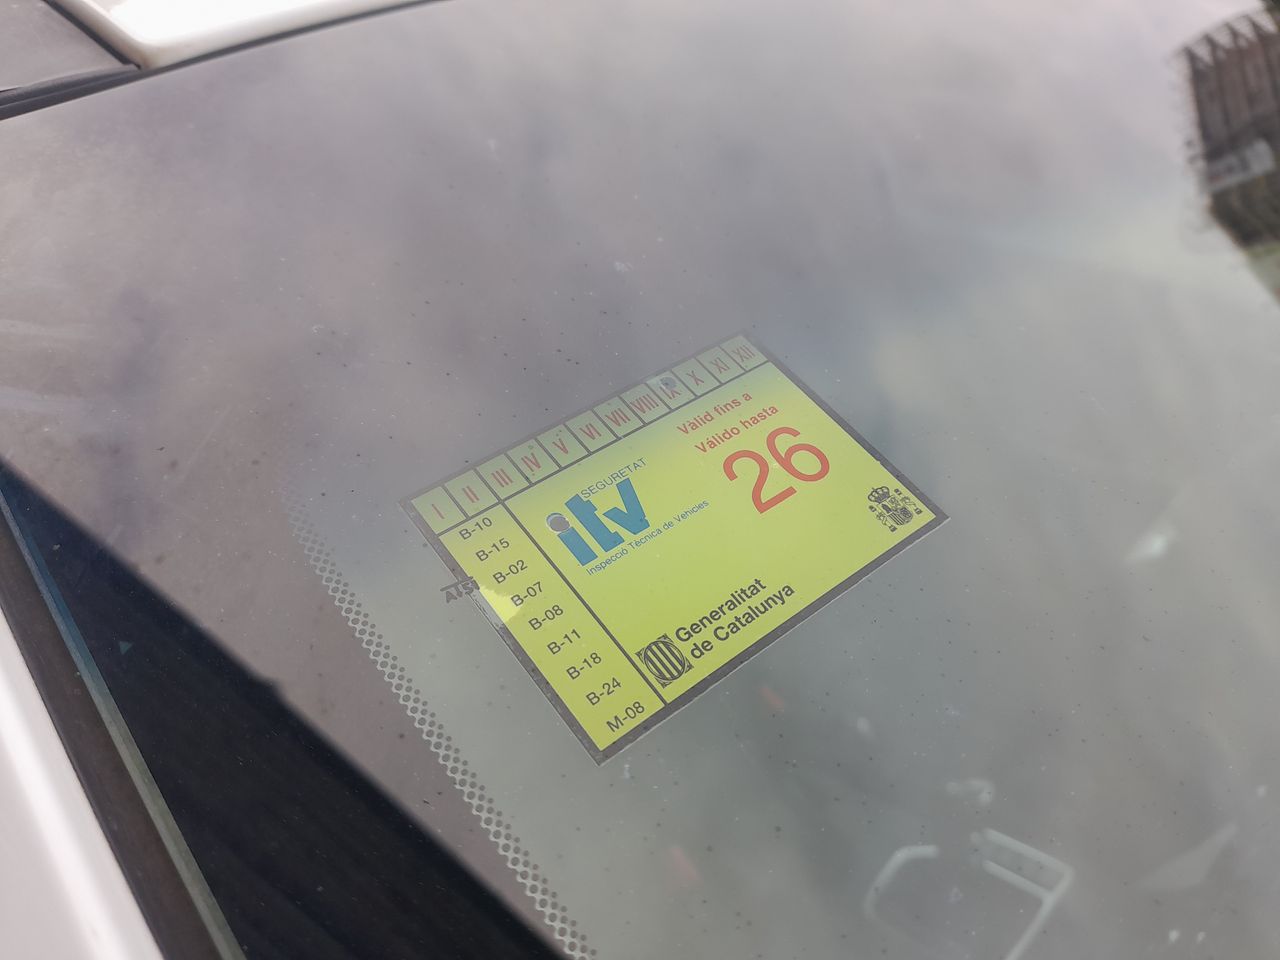 I II III IV V VI VII VIII IX X XI XII
B-10
B-15
B-02
B-07
B-08
B-11
B-18
B-24
M-08
SEGURETAT
itv
Inspecció Tècnica de Vehicles
Vàlid fins a
Válido hasta
26
Generalitat
de Catalunya